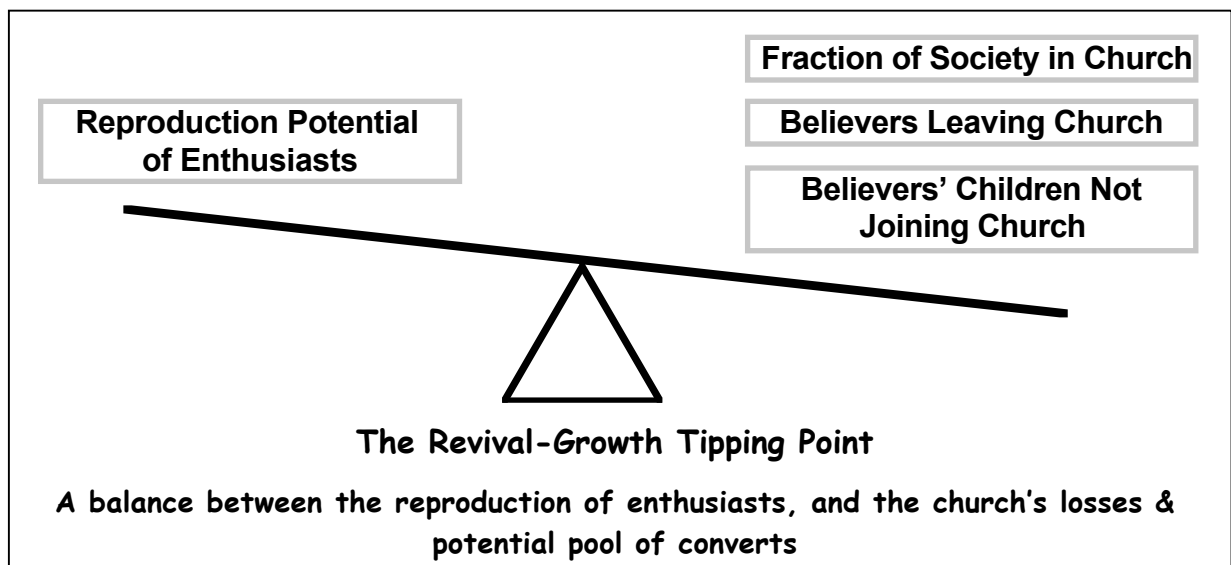 Fraction of Society in Church
Reproduction Potential
of Enthusiasts
Believers Leaving Church
Believers’ Children Not
Joining Church
The Revival-Growth Tipping Point
A balance between the reproduction of enthusiasts, and the church’s losses &
potential pool of converts